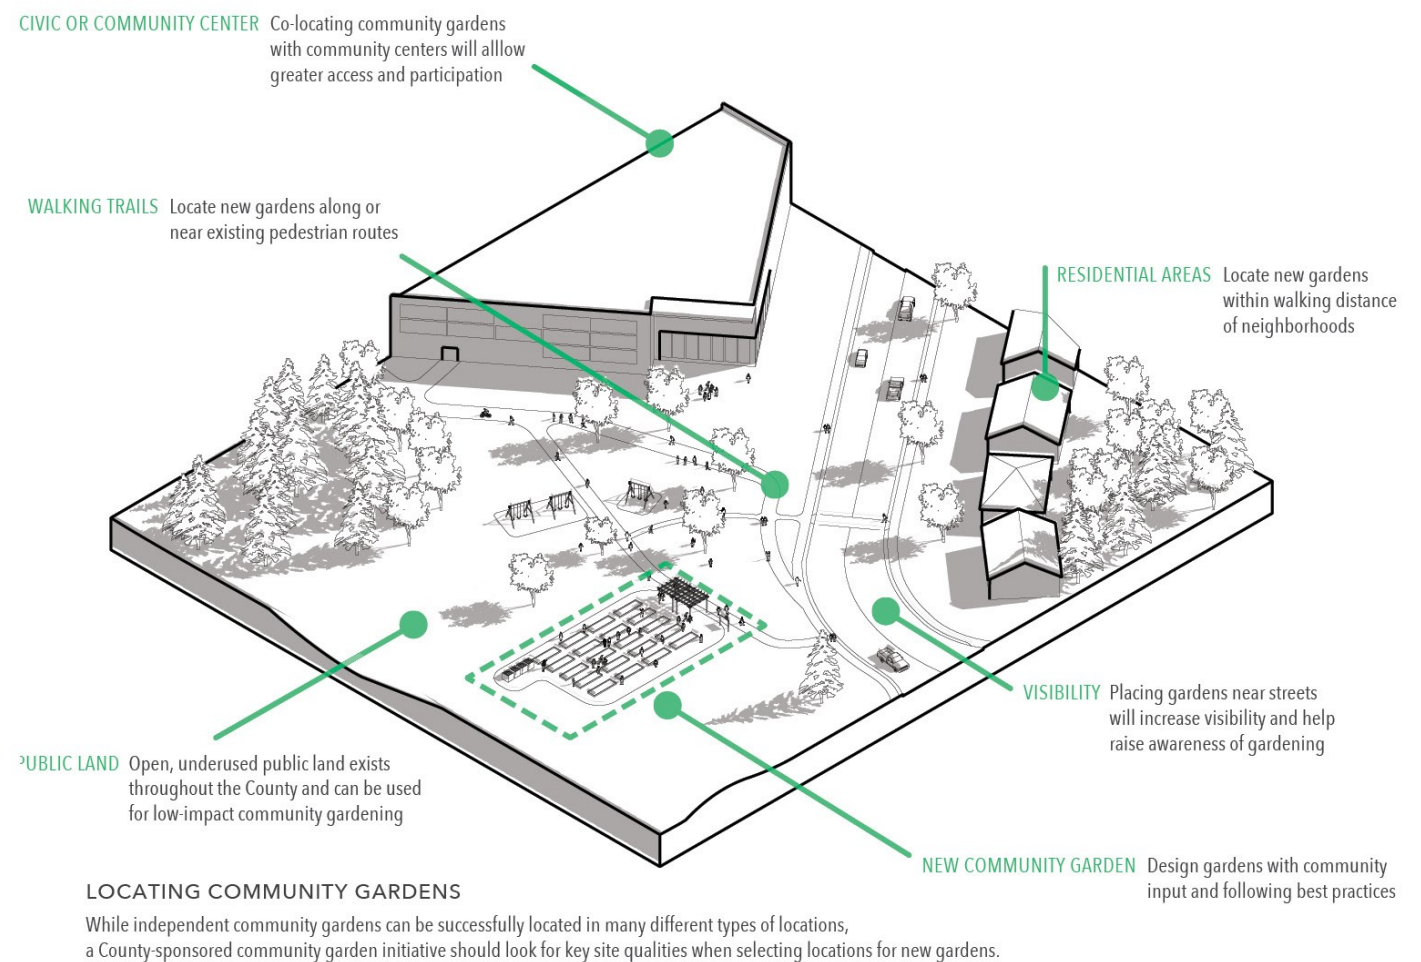 CIVIC OR COMMUNITY CENTER Co-locating community gardens
with community centers will alllow
greater access and participation
WALKING TRAILS Locate new gardens along or
near existing pedestrian routes
RESIDENTIAL AREAS Locate new gardens
within walking distance
of neighborhoods
VISIBILITY Placing gardens near streets
will increase visibility and help
raise awareness of gardening
PUBLIC LAND Open, underused public land exists
throughout the County and can be used
for low-impact community gardening
NEW COMMUNITY GARDEN Design gardens with community
input and following best practices
LOCATING COMMUNITY GARDENS
While independent community gardens can be successfully located in many different types of locations,
a County-sponsored community garden initiative should look for key site qualities when selecting locations for new gardens.